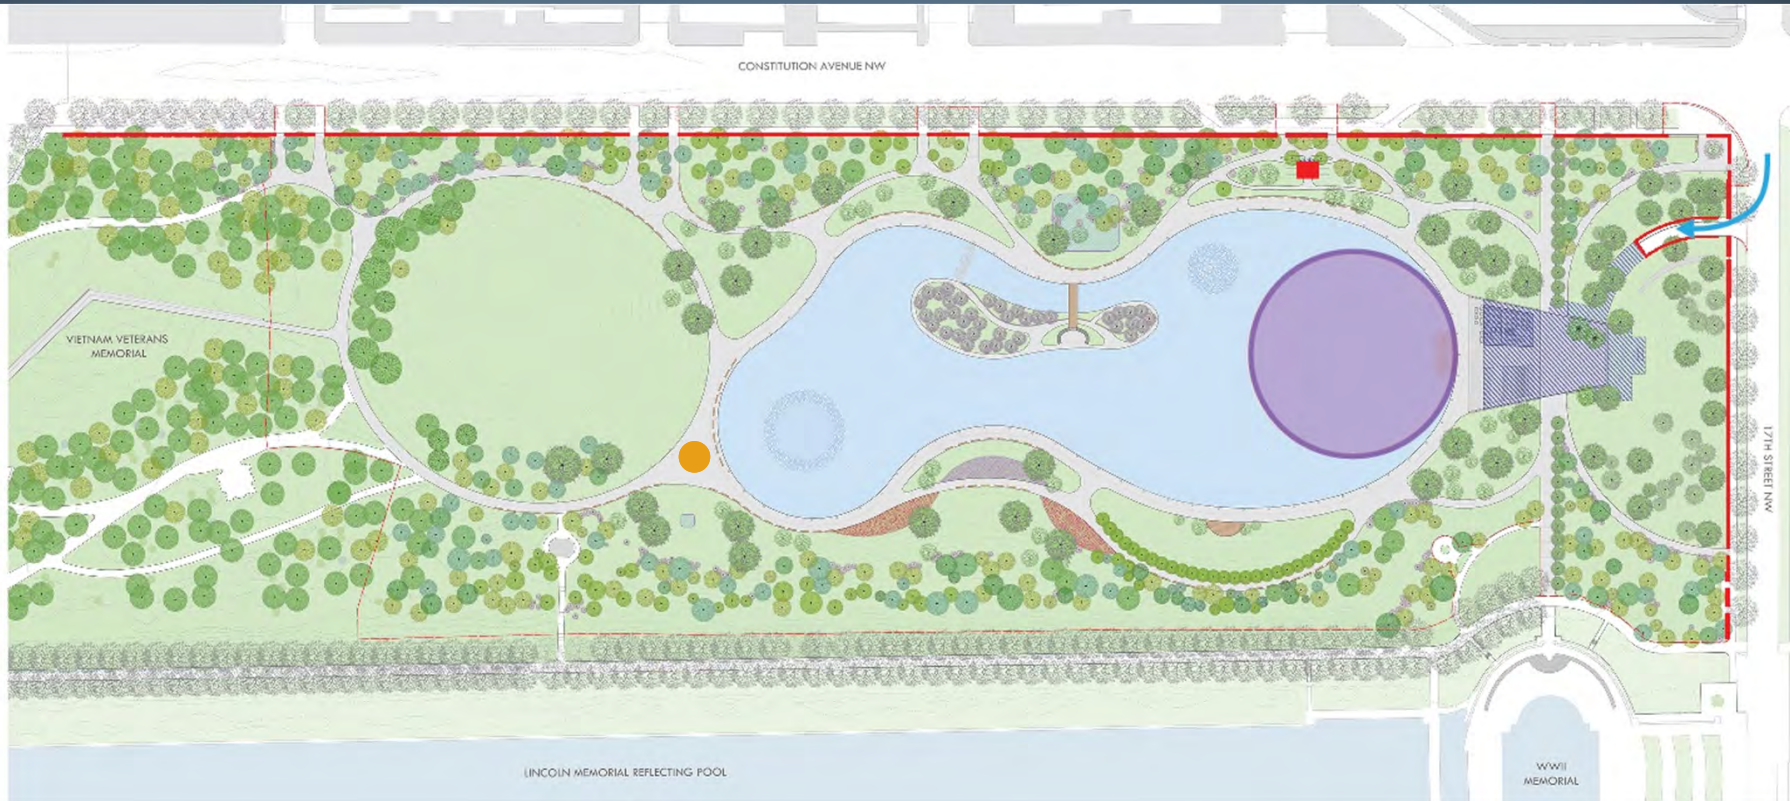 CONSTITUTION AVENUE NW
VIETNAM VETERANS
MEMORIAL
17TH STREET NW
LINCOLN MEMORIAL REFLECTING POOL
WWII
MEMORIAL